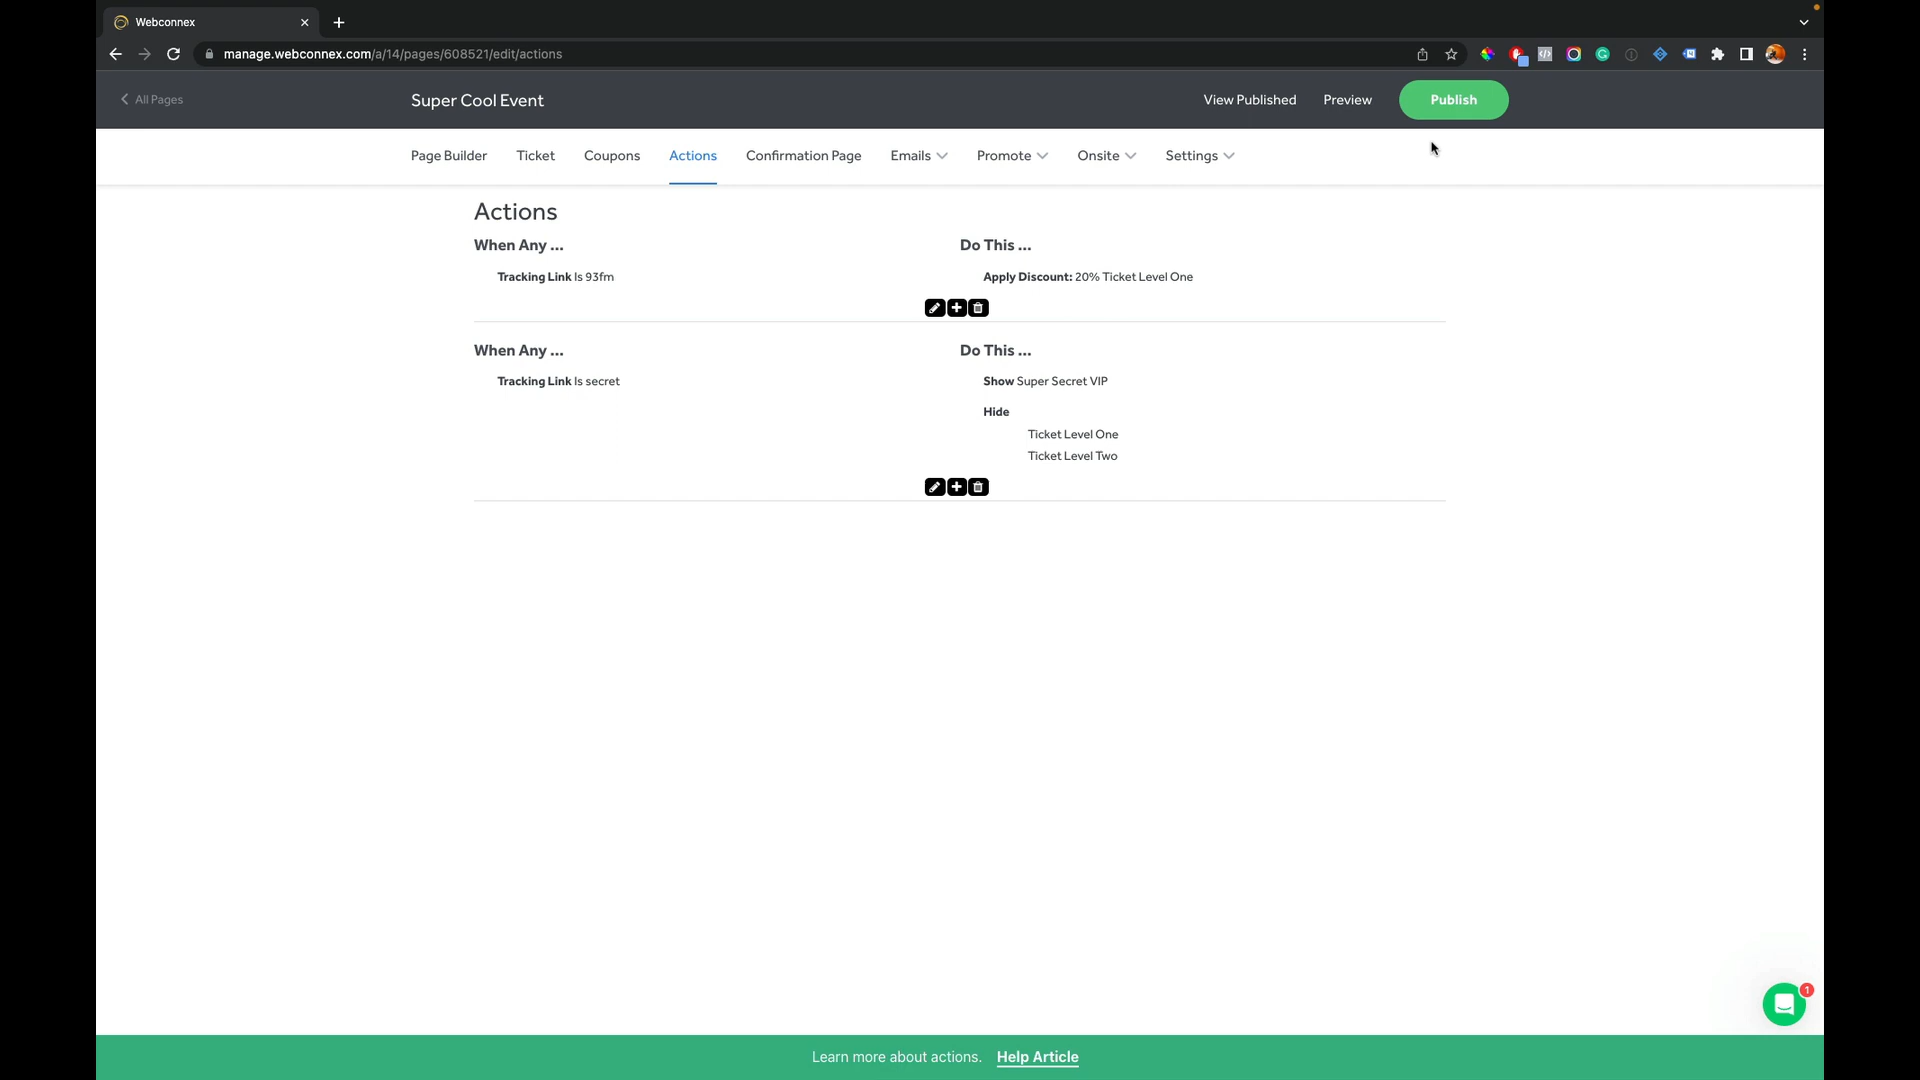 Webconnex
manage.webconnex.com/a/14/pages/608521/edit/actions
All Pages
Super Cool Event
View Published
Preview
Publish
Page Builder
Ticket
Coupons
Actions
Confirmation Page
Emails
Promote
Onsite
Settings
Actions
When Any ...
Do This ...
Tracking Link Is 93fm
Apply Discount: 20% Ticket Level One
When Any ...
Do This ...
Tracking Link Is secret
Show Super Secret VIP
Hide
Ticket Level One
Ticket Level Two
1
Learn more about actions. Help Article